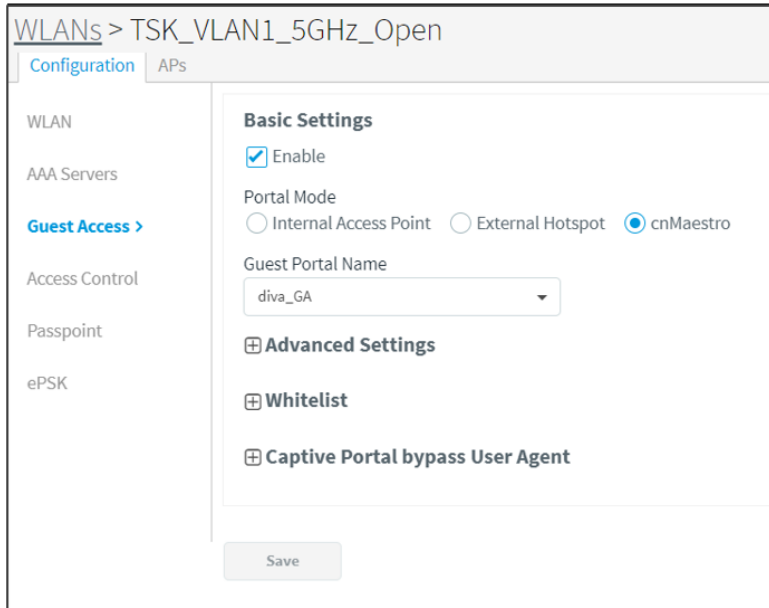 WLANs > TSK_VLAN1_5GHz_Open
Configuration APs
WLAN
AAA Servers
Guest Access >
Access Control
Passpoint
ePSK
Basic Settings
Enable
Portal Mode
Internal Access Point External Hotspot cnMaestro
Guest Portal Name
diva_GA
Advanced Settings
Whitelist
Captive Portal bypass User Agent
Save